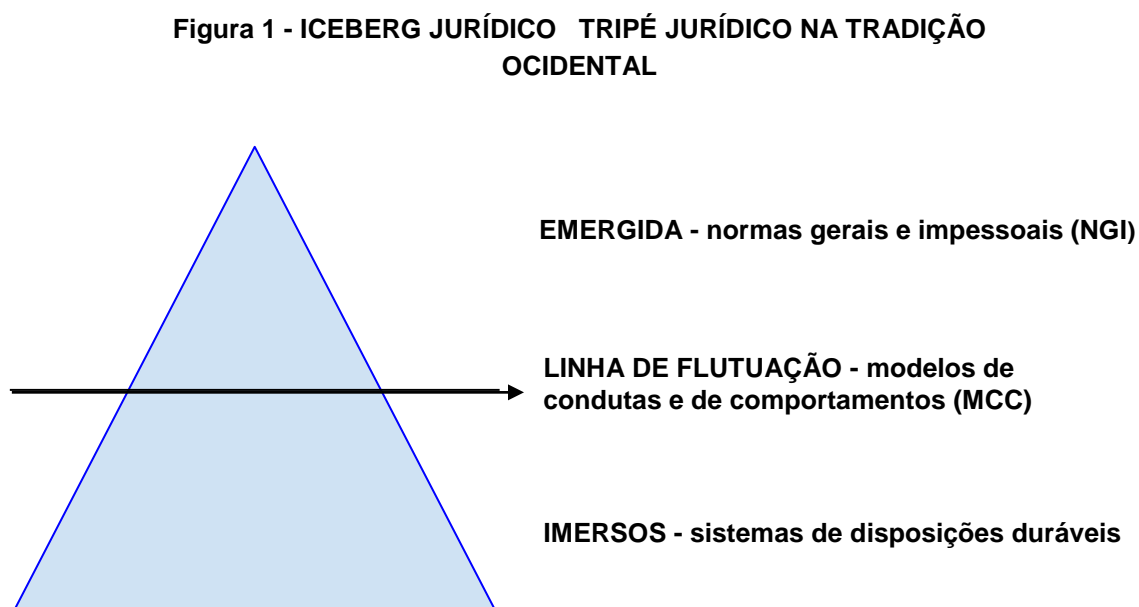 Figura 1 - ICEBERG JURÍDICO   TRIPÉ JURÍDICO NA TRADIÇÃO
OCIDENTAL
EMERGIDA - normas gerais e impessoais (NGI)
LINHA DE FLUTUAÇÃO - modelos de
condutas e de comportamentos (MCC)
IMERSOS - sistemas de disposições duráveis